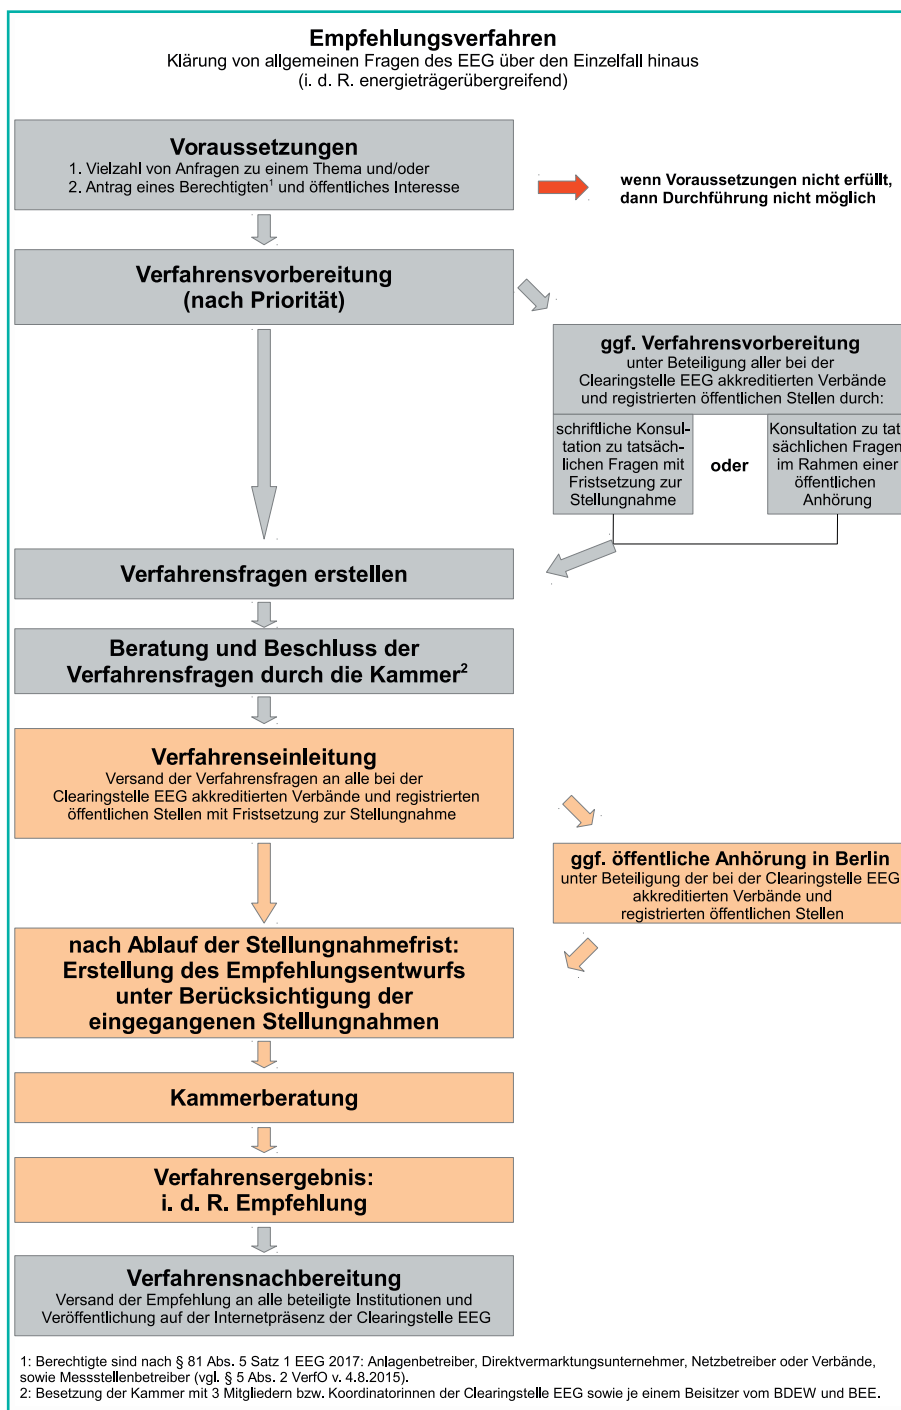 Empfehlungsverfahren
Klärung von allgemeinen Fragen des EEG über den Einzelfall hinaus
(i. d. R. energieträgerübergreifend)
Voraussetzungen
1. Vielzahl von Anfragen zu einem Thema und/oder
2. Antrag eines Berechtigten¹ und öffentliches Interesse
wenn Voraussetzungen nicht erfüllt,
dann Durchführung nicht möglich
Verfahrensvorbereitung
(nach Priorität)
ggf. Verfahrensvorbereitung
unter Beteiligung aller bei der
Clearingstelle EEG akkreditierten Verbände
und registrierten öffentlichen Stellen durch:
schriftliche Konsul-
tation zu tatsäch-
lichen Fragen mit
Fristsetzung zur
Stellungnahme
oder
Konsultation zu tat
sächlichen Fragen
im Rahmen einer
öffentlichen
Anhörung
Verfahrensfragen erstellen
Beratung und Beschluss der
Verfahrensfragen durch die Kammer²
Verfahrenseinleitung
Versand der Verfahrensfragen an alle bei der
Clearingstelle EEG akkreditierten Verbände und registrierten
öffentlichen Stellen mit Fristsetzung zur Stellungnahme
ggf. öffentliche Anhörung in Berlin
unter Beteiligung der bei der Clearingstelle EEG
akkreditierten Verbände und
registrierten öffentlichen Stellen
nach Ablauf der Stellungnahmefrist:
Erstellung des Empfehlungsentwurfs
unter Berücksichtigung der
eingegangenen Stellungnahmen
Kammerberatung
Verfahrensergebnis:
i. d. R. Empfehlung
Verfahrensnachbereitung
Versand der Empfehlung an alle beteiligte Institutionen und
Veröffentlichung auf der Internetpräsenz der Clearingstelle EEG
1: Berechtigte sind nach § 81 Abs. 5 Satz 1 EEG 2017: Anlagenbetreiber, Direktvermarktungsunternehmer, Netzbetreiber oder Verbände,
sowie Messstellenbetreiber (vgl. § 5 Abs. 2 VerfO v. 4.8.2015).
2: Besetzung der Kammer mit 3 Mitgliedern bzw. Koordinatorinnen der Clearingstelle EEG sowie je einem Beisitzer vom BDEW und BEE.